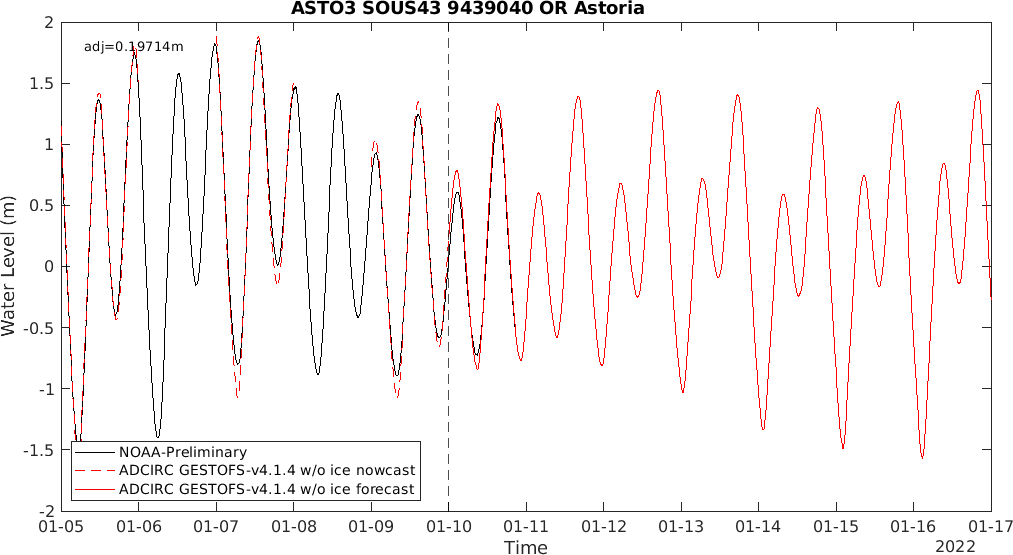 ASTO3 SOUS43 9439040 OR Astoria
adj=0.19714m
2
1.5
1
0.5
0
-0.5
-1
-1.5
-2
Water Level (m)
NOAA-Preliminary
ADCIRC GESTOFS-v4.1.4 w/o ice nowcast
ADCIRC GESTOFS-v4.1.4 w/o ice forecast
01-05 01-06 01-07 01-08 01-09 01-10 01-11 01-12 01-13 01-14 01-15 01-16 01-17
Time
2022